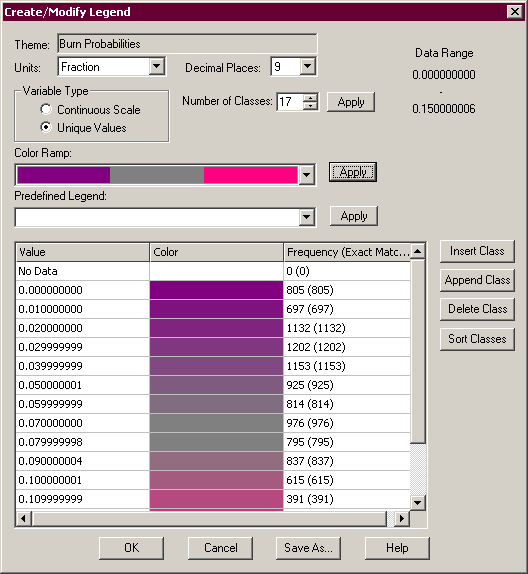 Create/Modify Legend
Theme: Burn Probabilities
Units: Fraction Decimal Places: 9
Data Range
0.000000000
-
0.150000006
Variable Type
Continuous Scale
Unique Values
Number of Classes: 17 Apply
Color Ramp:
Apply
Predefined Legend:
Apply
Value Color Frequency (Exact Matc...
No Data 0 (0)
0.000000000 805 (805)
0.010000000 697 (697)
0.020000000 1132 (1132)
0.029999999 1202 (1202)
0.039999999 1153 (1153)
0.050000001 925 (925)
0.059999999 814 (814)
0.070000000 976 (976)
0.079999998 795 (795)
0.090000004 837 (837)
0.100000001 615 (615)
0.109999999 391 (391)
Insert Class
Append Class
Delete Class
Sort Classes
OK Cancel Save As... Help